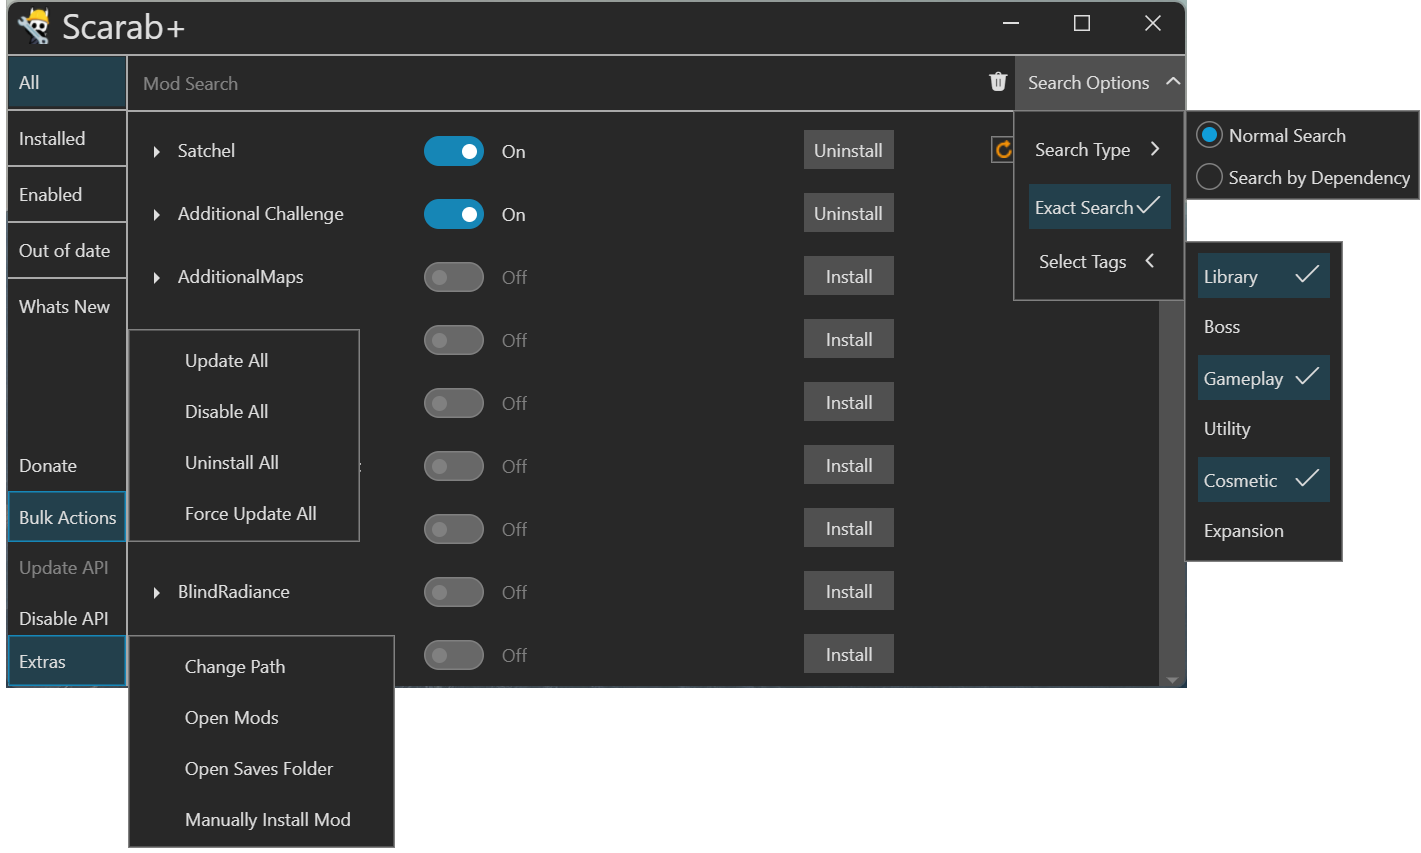 Scarab+
All
Mod Search
Search Options
Installed
Enabled
Out of date
Whats New
Donate
Bulk Actions
Update API
Disable API
Extras
Satchel On Uninstall
Additional Challenge On Uninstall
AdditionalMaps Off Install
Off Install
Off Install
Off Install
Off Install
BlindRadiance Off Install
Off Install
Update All
Disable All
Uninstall All
Force Update All
Change Path
Open Mods
Open Saves Folder
Manually Install Mod
Search Type
Exact Search
Select Tags
Normal Search
Search by Dependency
Library
Boss
Gameplay
Utility
Cosmetic
Expansion